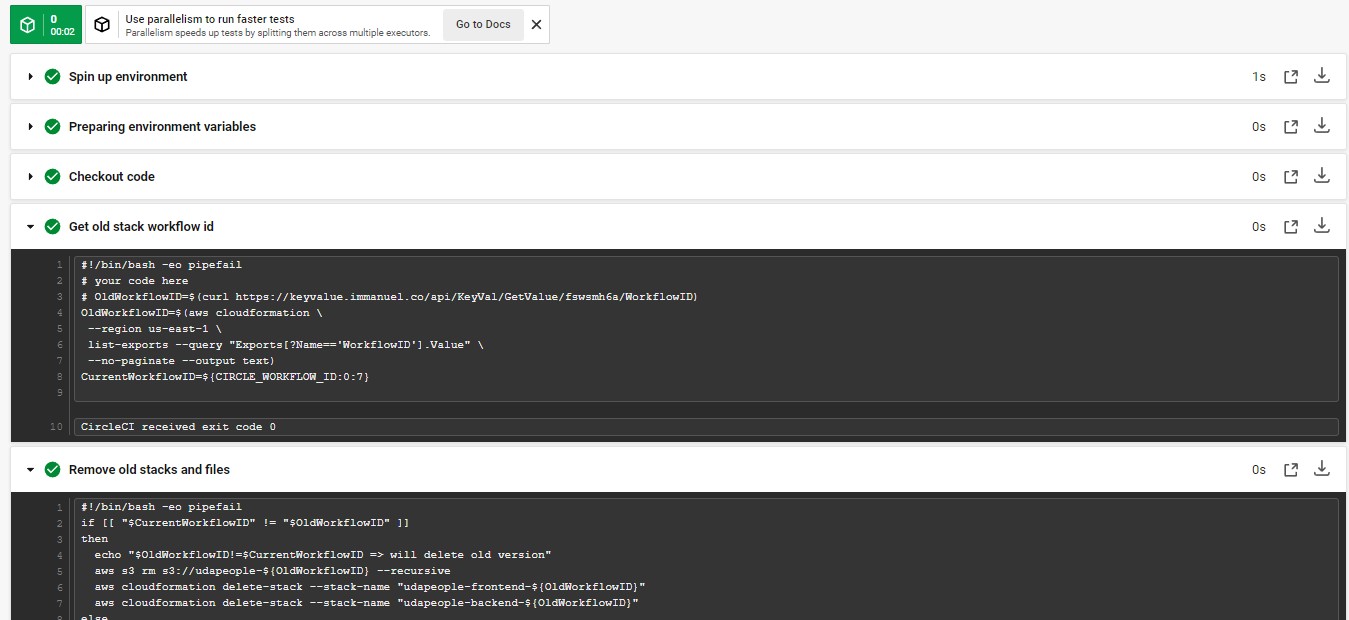 0
00:02
Use parallelism to run faster tests
Parallelism speeds up tests by splitting them across multiple executors.
Go to Docs
Spin up environment
1s
Preparing environment variables
0s
Checkout code
0s
Get old stack workflow id
0s
1 #!/bin/bash -eo pipefail
2 # your code here
3 # OldWorkflowID=$(curl https://keyvalue.immanuel.co/api/KeyVal/GetValue/fswsmh6a/WorkflowID)
4 OldWorkflowID=$(aws cloudformation \
5 --region us-east-1 \
6 list-exports --query "Exports[?Name=='WorkflowID'].Value" \
7 --no-paginate --output text)
8 CurrentWorkflowID=${CIRCLE_WORKFLOW_ID:0:7}
9
10 CircleCI received exit code 0
Remove old stacks and files
0s
1 #!/bin/bash -eo pipefail
2 if [[ "$CurrentWorkflowID" != "$OldWorkflowID" ]]
3 then
4 echo "$OldWorkflowID!=$CurrentWorkflowID => will delete old version"
5 aws s3 rm s3://udapeople-${OldWorkflowID} --recursive
6 aws cloudformation delete-stack --stack-name "udapeople-frontend-${OldWorkflowID}"
7 aws cloudformation delete-stack --stack-name "udapeople-backend-${OldWorkflowID}"
8 else